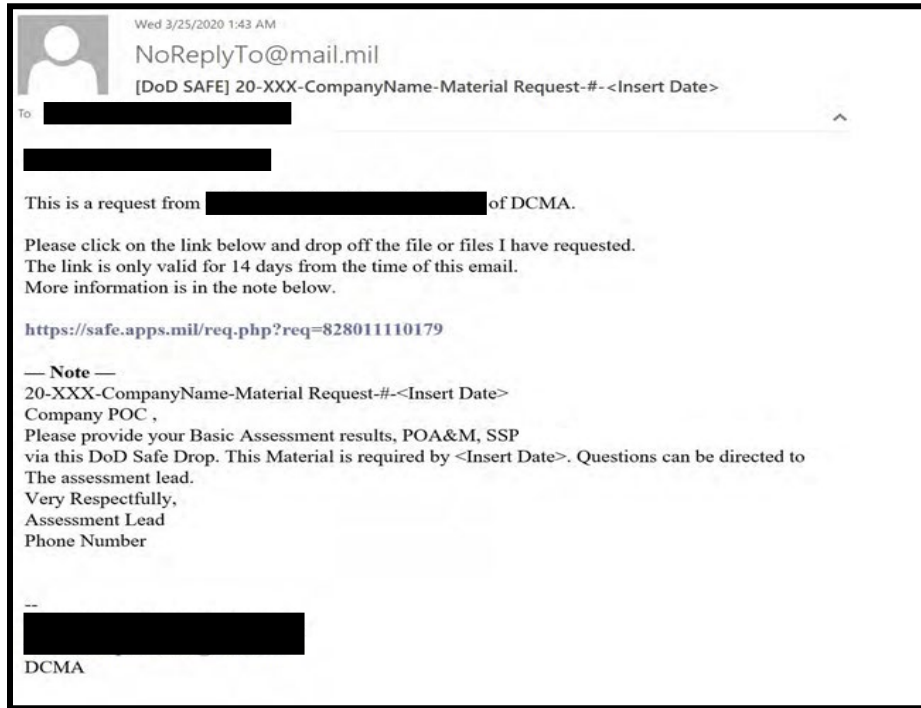 Wed 3/25/2020 1:43 AM
NoReplyTo@mail.mil
[DoD SAFE] 20-XXX-CompanyName-Material Request-#-<Insert Date>
To
This is a request from of DCMA.
Please click on the link below and drop off the file or files I have requested.
The link is only valid for 14 days from the time of this email.
More information is in the note below.
https://safe.apps.mil/req.php?req=828011110179
— Note —
20-XXX-CompanyName-Material Request-#-<Insert Date>
Company POC ,
Please provide your Basic Assessment results, POA&M, SSP
via this DoD Safe Drop. This Material is required by <Insert Date>. Questions can be directed to
The assessment lead.
Very Respectfully,
Assessment Lead
Phone Number
--
DCMA